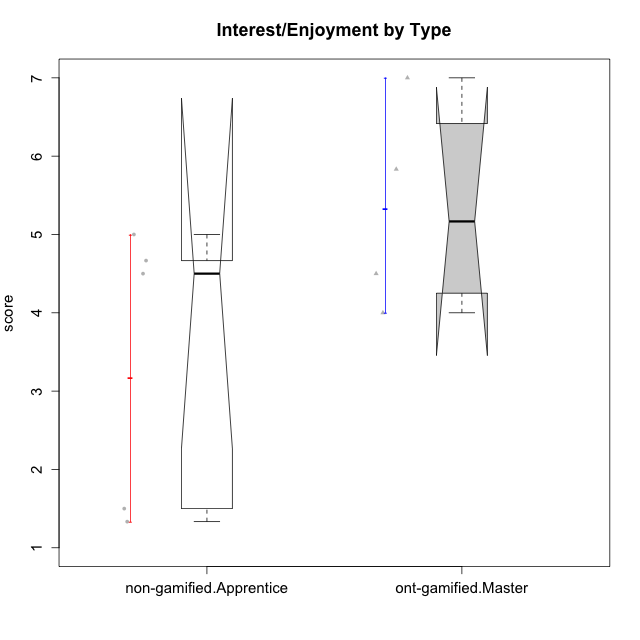 Interest/Enjoyment by Type
7
6
5
4
3
2
1
score
non-gamified.Apprentice
ont-gamified.Master